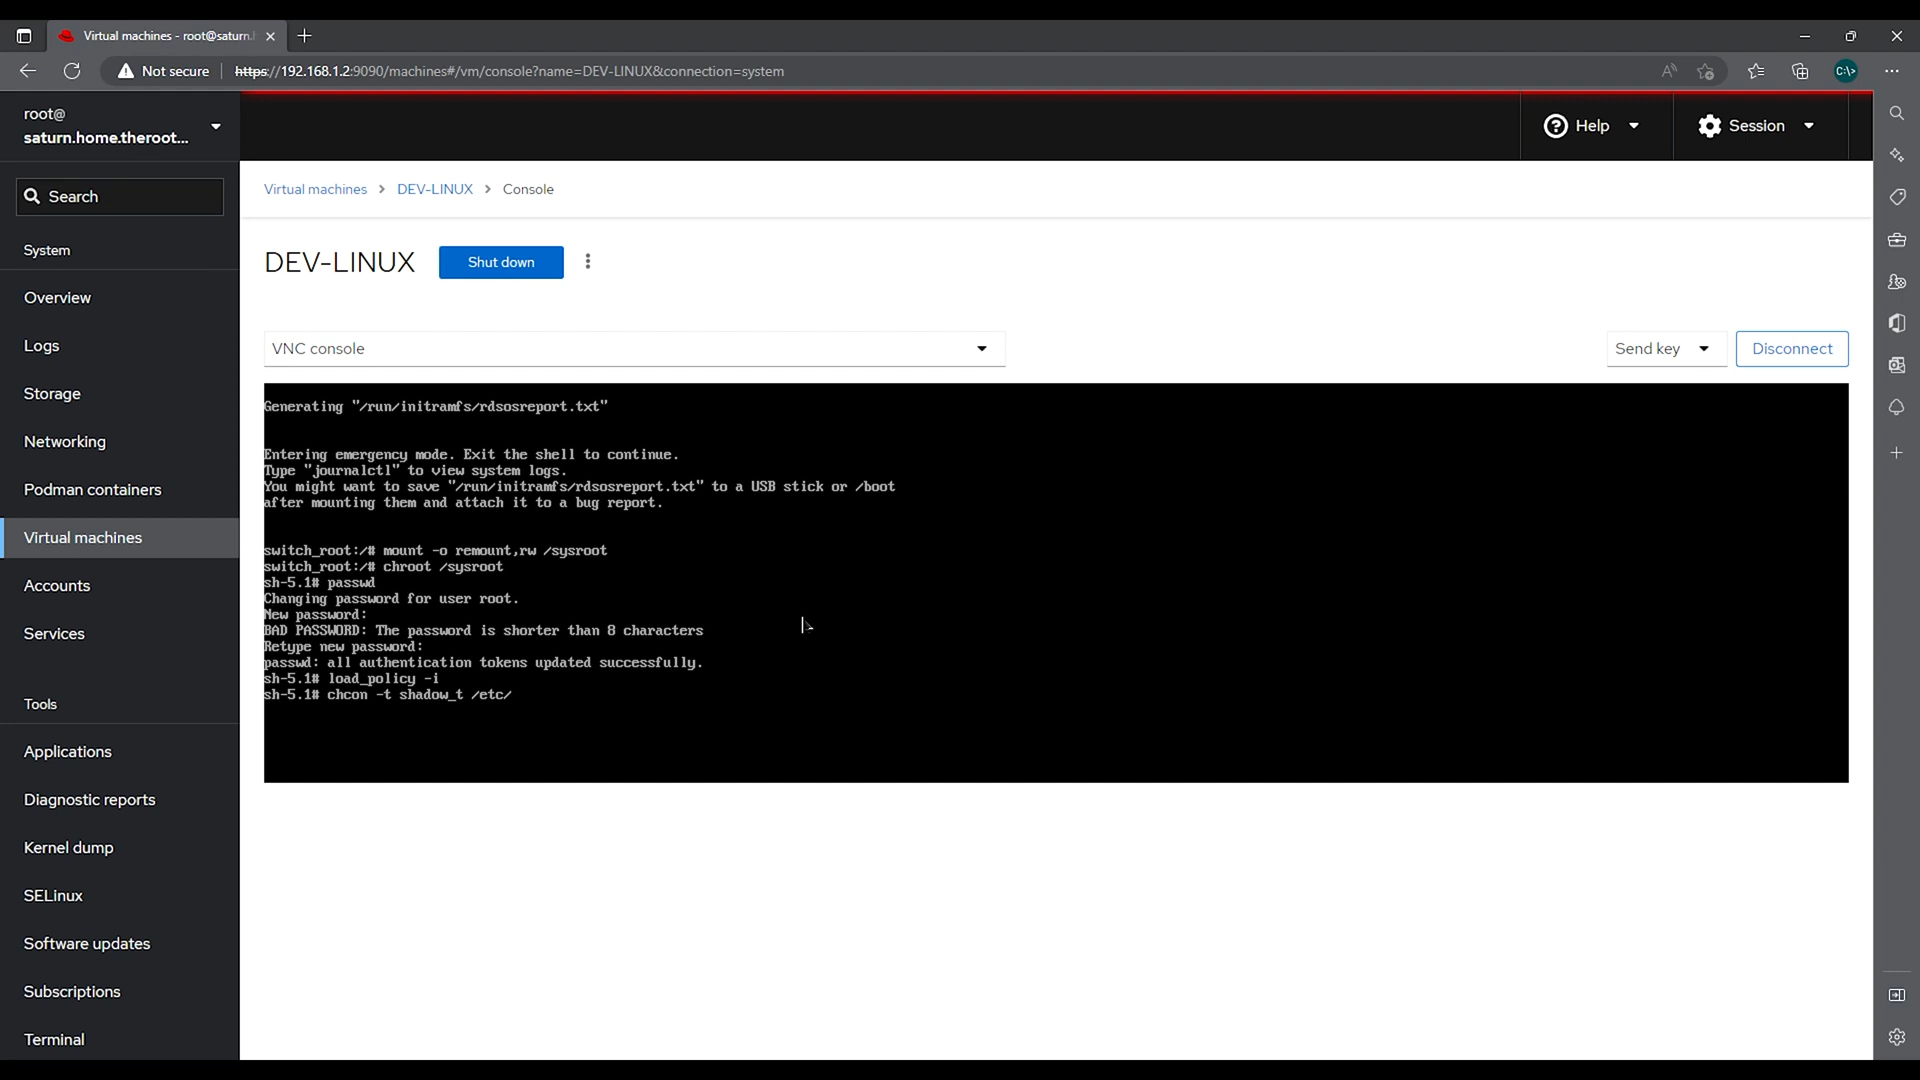 Virtual machines - root@saturn.h
Not secure
https://192.168.1.2:9090/machines#/vm/console?name=DEV-LINUX&connection=system
C:\>
root@
saturn.home.theroot...
Help
Session
Search
Virtual machines > DEV-LINUX > Console
System
DEV-LINUX
Shut down
Overview
Logs
VNC console
Send key
Disconnect
Storage
Networking
Podman containers
Virtual machines
Accounts
Services
Tools
Applications
Diagnostic reports
Kernel dump
SELinux
Software updates
Subscriptions
Terminal
Generating "/run/initramfs/rdsosreport.txt"
Entering emergency mode. Exit the shell to continue.
Type "journalctl" to view system logs.
You might want to save "/run/initramfs/rdsosreport.txt" to a USB stick or /boot
after mounting them and attach it to a bug report.
switch_root:/# mount -o remount,rw /sysroot
switch_root:/# chroot /sysroot
sh-5.1# passwd
Changing password for user root.
New password:
BAD PASSWORD: The password is shorter than 8 characters
Retype new password:
passwd: all authentication tokens updated successfully.
sh-5.1# load_policy -i
sh-5.1# chcon -t shadow_t /etc/